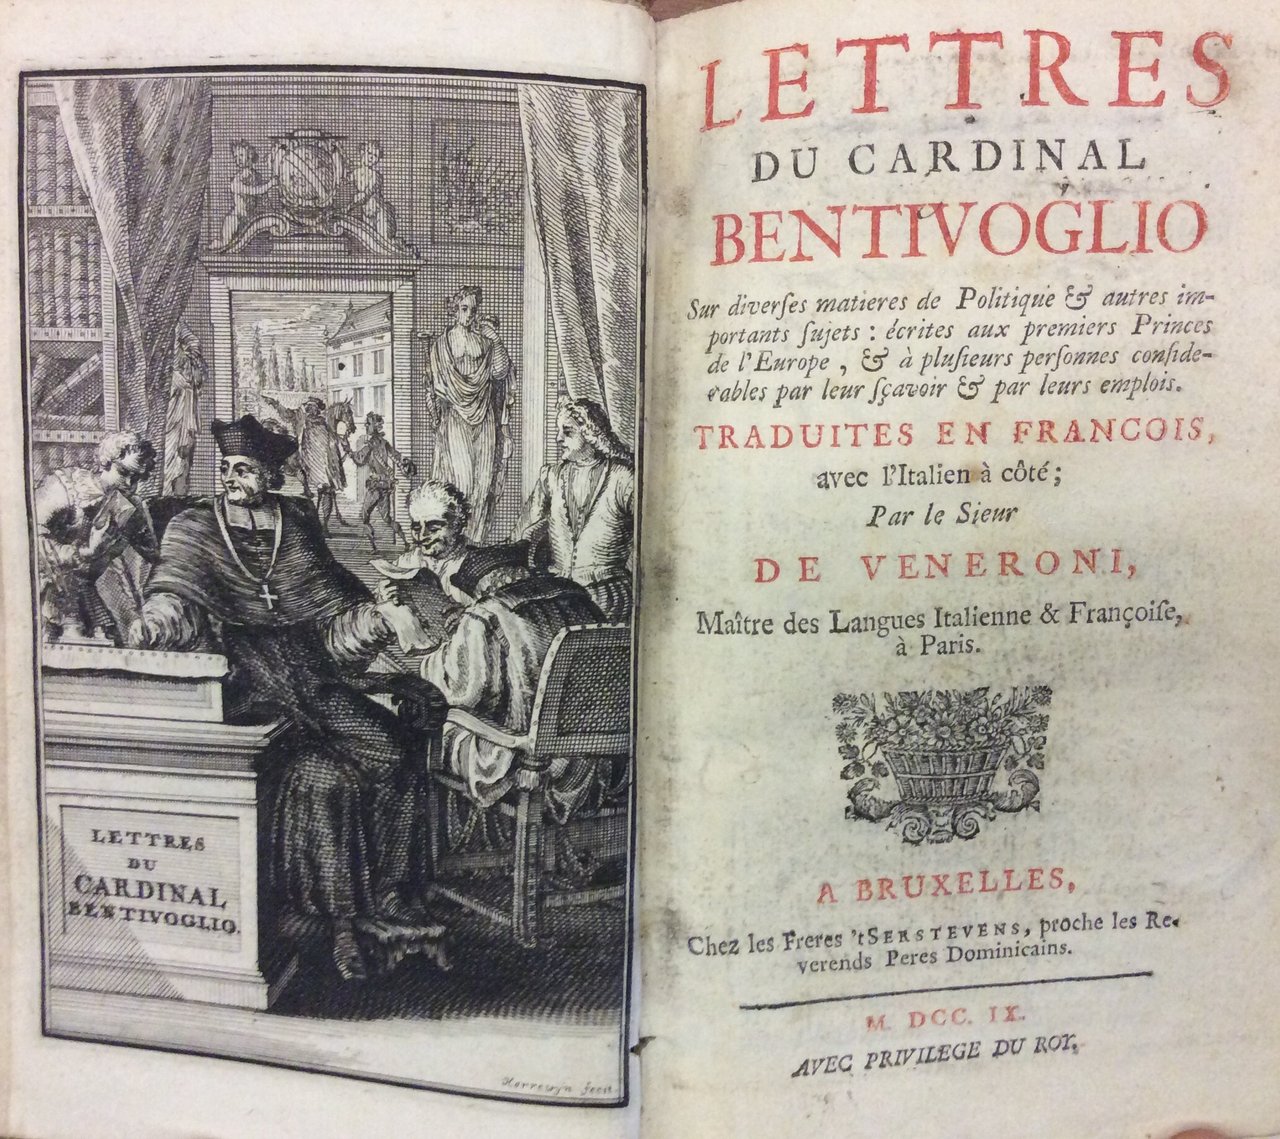 LETTRES
DU
CARDINAL
BENTIVOGLIO.
Horrewyn fecit
LETTRES
DU CARDINAL
BENTIVOGLIO
Sur diverſes matieres de Politique & autres im-
portants ſujets : écrites aux premiers Princes
de l'Europe, & à pluſieurs perſonnes conſide-
rables par leur ſçavoir & par leurs emplois.
TRADUITES EN FRANCOIS,
avec l'Italien à côté;
Par le Sieur
DE VENERONI,
Maître des Langues Italienne & Françoiſe,
à Paris.
A BRUXELLES,
Chez les Freres 'tSERSTEVENS, proche les Re-
verends Peres Dominicains.
M. DCC. IX.
AVEC PRIVILEGE DU ROY.